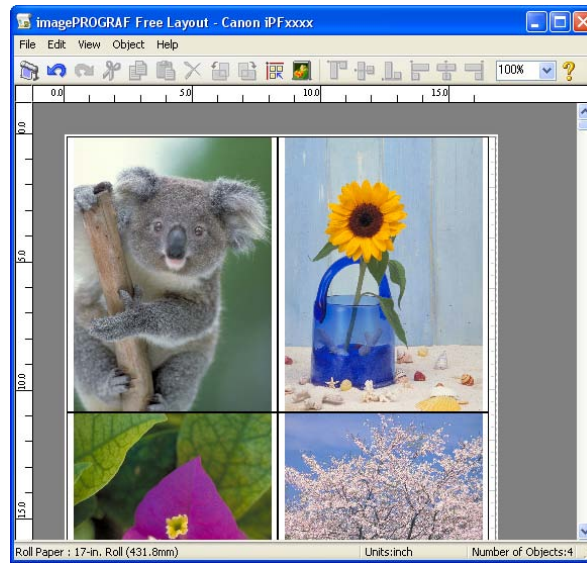 imagePROGRAF Free Layout - Canon iPFxxxx
File Edit View Object Help
100%
0.0 5.0 10.0 15.0
0.0
5.0
10.0
15.0
Roll Paper : 17-in. Roll (431.8mm) Units:inch Number of Objects:4